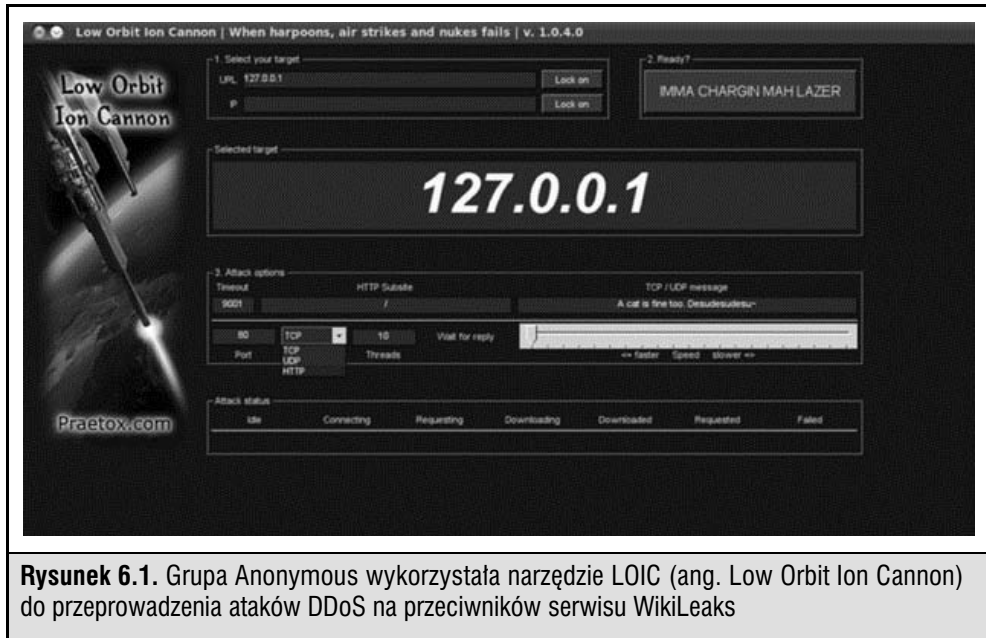 Low Orbit Ion Cannon | When harpoons, air strikes and nukes fails | v. 1.0.4.0
Low Orbit
Ion Cannon
Praetox.com
1. Select your target
URL 127.0.0.1 Lock on
IP Lock on
2. Ready?
IMMA CHARGIN MAH LAZER
Selected target
127.0.0.1
3. Attack options
Timeout HTTP Subsite TCP / UDP message
9001 / A cat is fine too. Desudesudesu~
80 TCP 10 Wait for reply
Port TCP Threads <= faster Speed slower =>
UDP
HTTP
Attack status
Idle Connecting Requesting Downloading Downloaded Requested Failed
Rysunek 6.1. Grupa Anonymous wykorzystała narzędzie LOIC (ang. Low Orbit Ion Cannon)
do przeprowadzenia ataków DDoS na przeciwników serwisu WikiLeaks